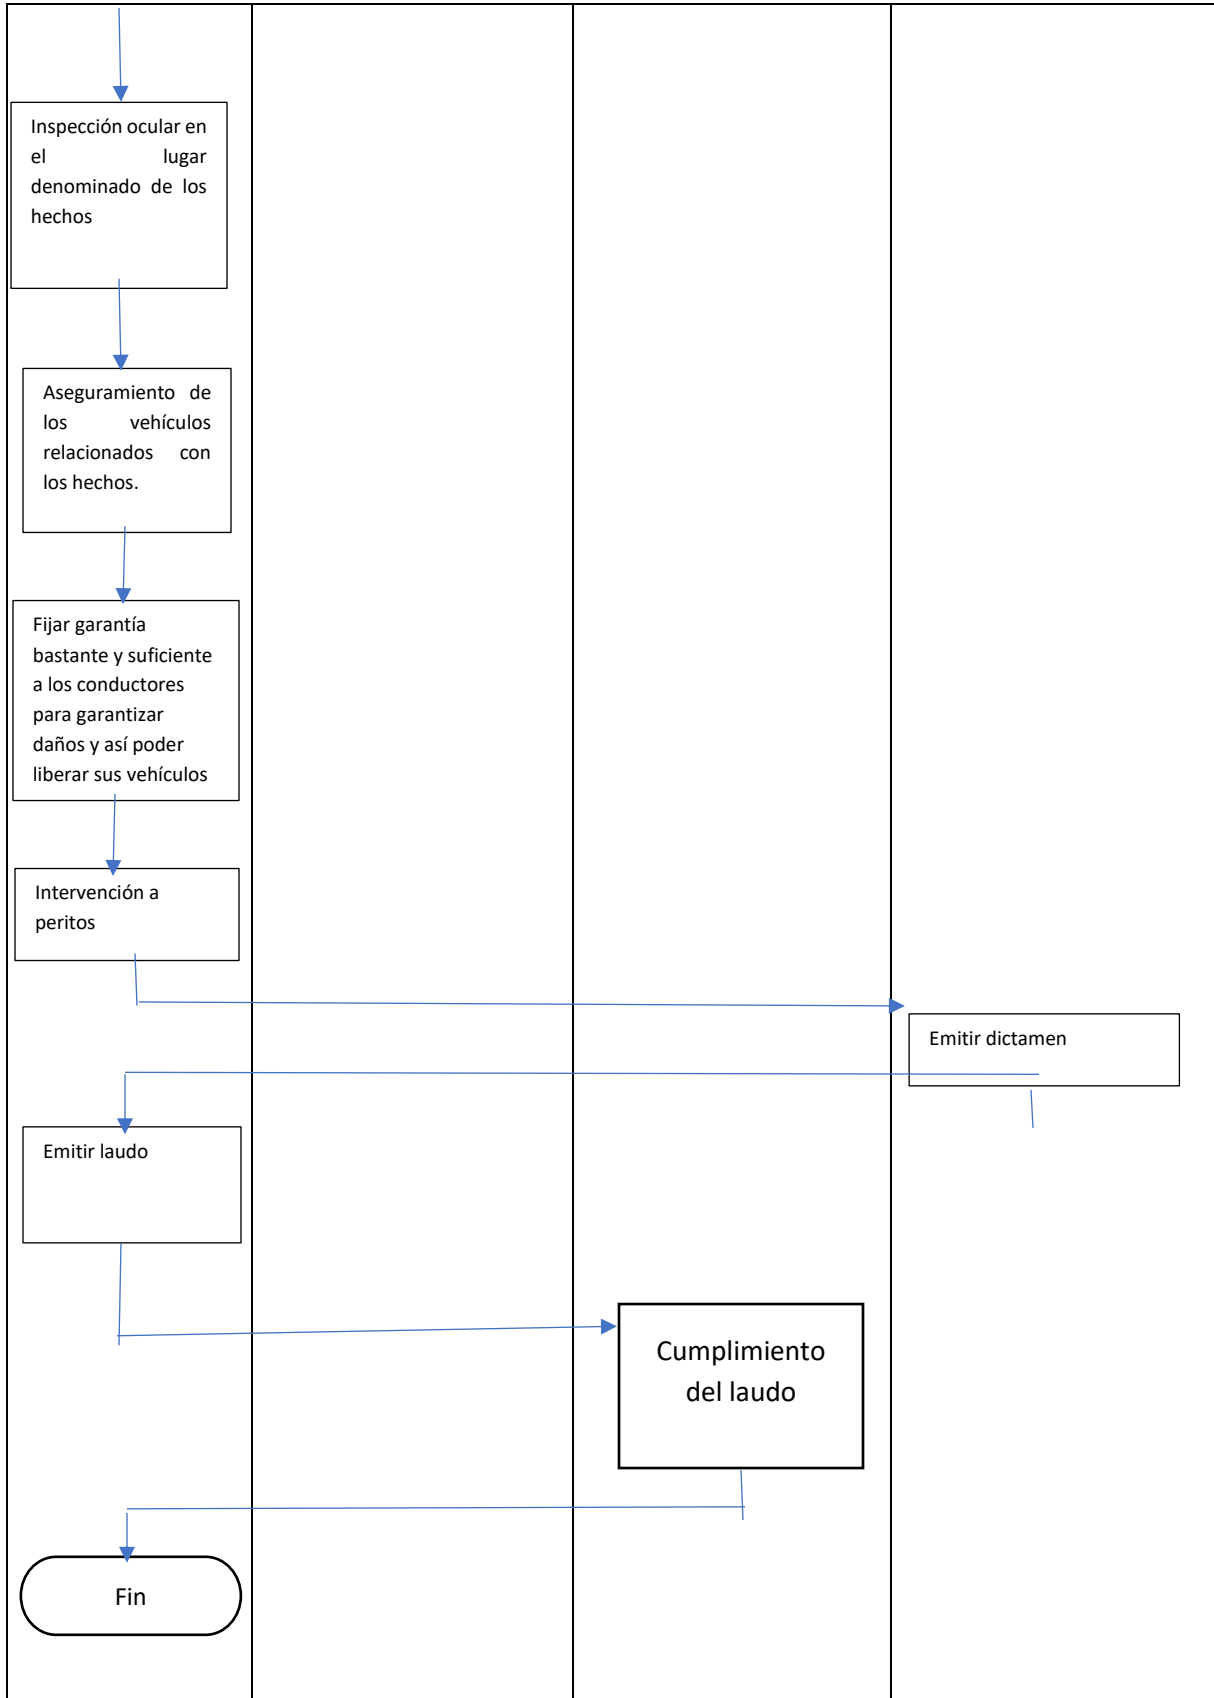 Inspección ocular en
el lugar
denominado de los
hechos
Aseguramiento de
los vehículos
relacionados con
los hechos.
Fijar garantía
bastante y suficiente
a los conductores
para garantizar
daños y así poder
liberar sus vehículos
Intervención a
peritos
Emitir dictamen
Emitir laudo
Cumplimiento
del laudo
Fin